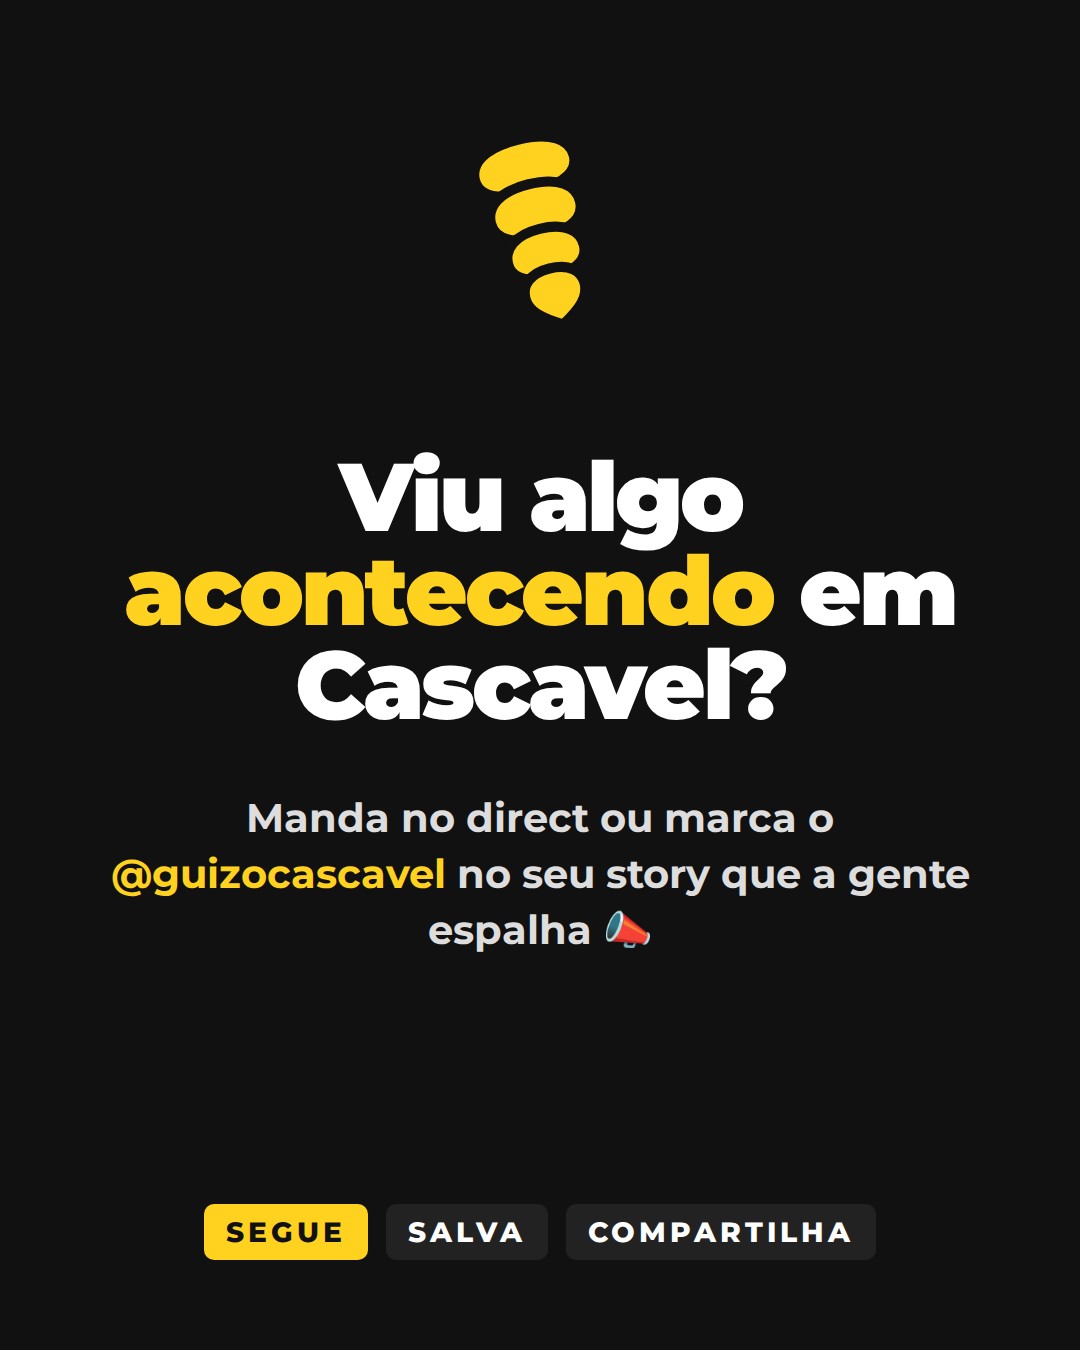 Viu algo
acontecendo em
Cascavel?
Manda no direct ou marca o
@guizocascavel no seu story que a gente
espalha 📣
SEGUE SALVA COMPARTILHA